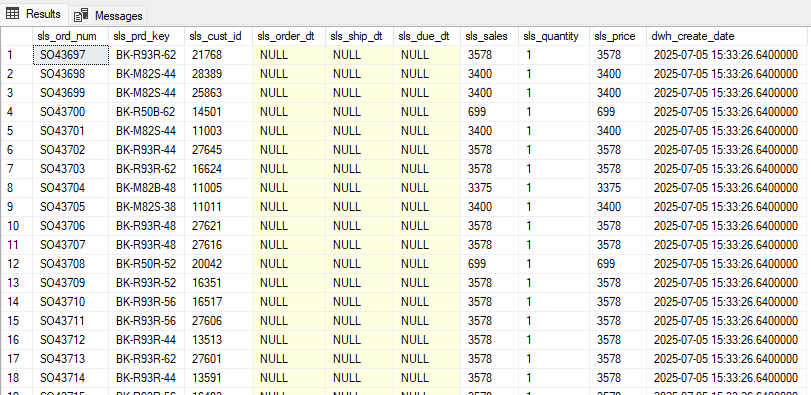 Results Messages
sls_ord_num sls_prd_key sls_cust_id sls_order_dt sls_ship_dt sls_due_dt sls_sales sls_quantity sls_price dwh_create_date
1 SO43697 BK-R93R-62 21768 NULL NULL NULL 3578 1 3578 2025-07-05 15:33:26.6400000
2 SO43698 BK-M82S-44 28389 NULL NULL NULL 3400 1 3400 2025-07-05 15:33:26.6400000
3 SO43699 BK-M82S-44 25863 NULL NULL NULL 3400 1 3400 2025-07-05 15:33:26.6400000
4 SO43700 BK-R50B-62 14501 NULL NULL NULL 699 1 699 2025-07-05 15:33:26.6400000
5 SO43701 BK-M82S-44 11003 NULL NULL NULL 3400 1 3400 2025-07-05 15:33:26.6400000
6 SO43702 BK-R93R-44 27645 NULL NULL NULL 3578 1 3578 2025-07-05 15:33:26.6400000
7 SO43703 BK-R93R-62 16624 NULL NULL NULL 3578 1 3578 2025-07-05 15:33:26.6400000
8 SO43704 BK-M82B-48 11005 NULL NULL NULL 3375 1 3375 2025-07-05 15:33:26.6400000
9 SO43705 BK-M82S-38 11011 NULL NULL NULL 3400 1 3400 2025-07-05 15:33:26.6400000
10 SO43706 BK-R93R-48 27621 NULL NULL NULL 3578 1 3578 2025-07-05 15:33:26.6400000
11 SO43707 BK-R93R-48 27616 NULL NULL NULL 3578 1 3578 2025-07-05 15:33:26.6400000
12 SO43708 BK-R50R-52 20042 NULL NULL NULL 699 1 699 2025-07-05 15:33:26.6400000
13 SO43709 BK-R93R-52 16351 NULL NULL NULL 3578 1 3578 2025-07-05 15:33:26.6400000
14 SO43710 BK-R93R-56 16517 NULL NULL NULL 3578 1 3578 2025-07-05 15:33:26.6400000
15 SO43711 BK-R93R-56 27606 NULL NULL NULL 3578 1 3578 2025-07-05 15:33:26.6400000
16 SO43712 BK-R93R-44 13513 NULL NULL NULL 3578 1 3578 2025-07-05 15:33:26.6400000
17 SO43713 BK-R93R-62 27601 NULL NULL NULL 3578 1 3578 2025-07-05 15:33:26.6400000
18 SO43714 BK-R93R-44 13591 NULL NULL NULL 3578 1 3578 2025-07-05 15:33:26.6400000